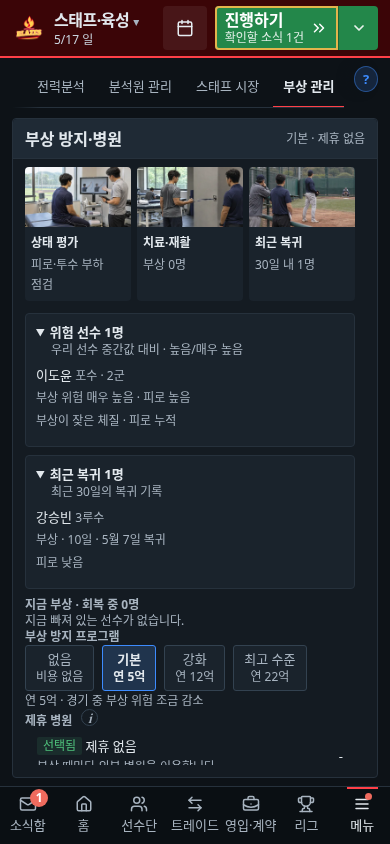 스태프·육성 ▾
5/17 일
진행하기
확인할 소식 1건
전력분석
분석원 관리
스태프 시장
부상 관리
?
부상 방지·병원
기본 · 제휴 없음
상태 평가
피로·투수 부하
점검
치료·재활
부상 0명
최근 복귀
30일 내 1명
▼ 위험 선수 1명
우리 선수 중간값 대비 · 높음/매우 높음
이도윤 포수 · 2군
부상 위험 매우 높음 · 피로 높음
부상이 잦은 체질 · 피로 누적
▼ 최근 복귀 1명
최근 30일의 복귀 기록
강승빈 3루수
부상 · 10일 · 5월 7일 복귀
피로 낮음
지금 부상 · 회복 중 0명
지금 빠져 있는 선수가 없습니다.
부상 방지 프로그램
없음
비용 없음
기본
연 5억
강화
연 12억
최고 수준
연 22억
연 5억 · 경기 중 부상 위험 조금 감소
제휴 병원 i
선택됨 제휴 없음
-
1
소식함
홈
선수단
트레이드
영입·계약
리그
메뉴